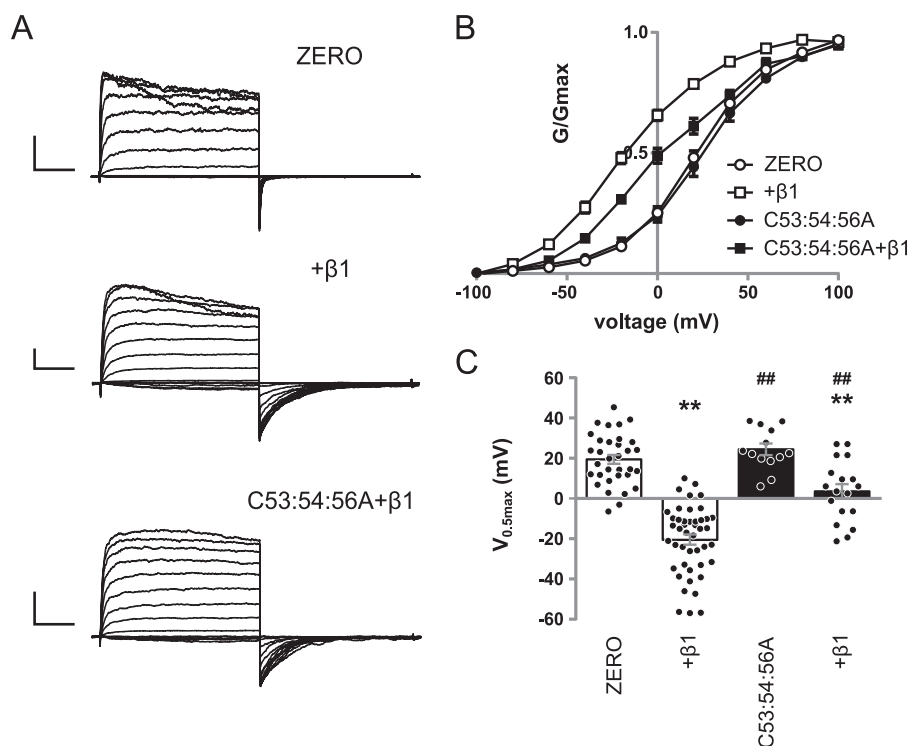 A
ZERO
+β1
C53:54:56A+β1
B
1.0
G/Gmax
0.5
ZERO
+β1
C53:54:56A
C53:54:56A+β1
-100
-50
0
50
100
voltage (mV)
C
60
40
20
0
-20
-40
-60
V0.5max (mV)
**
##
##
**
ZERO
+β1
C53:54:56A
+β1